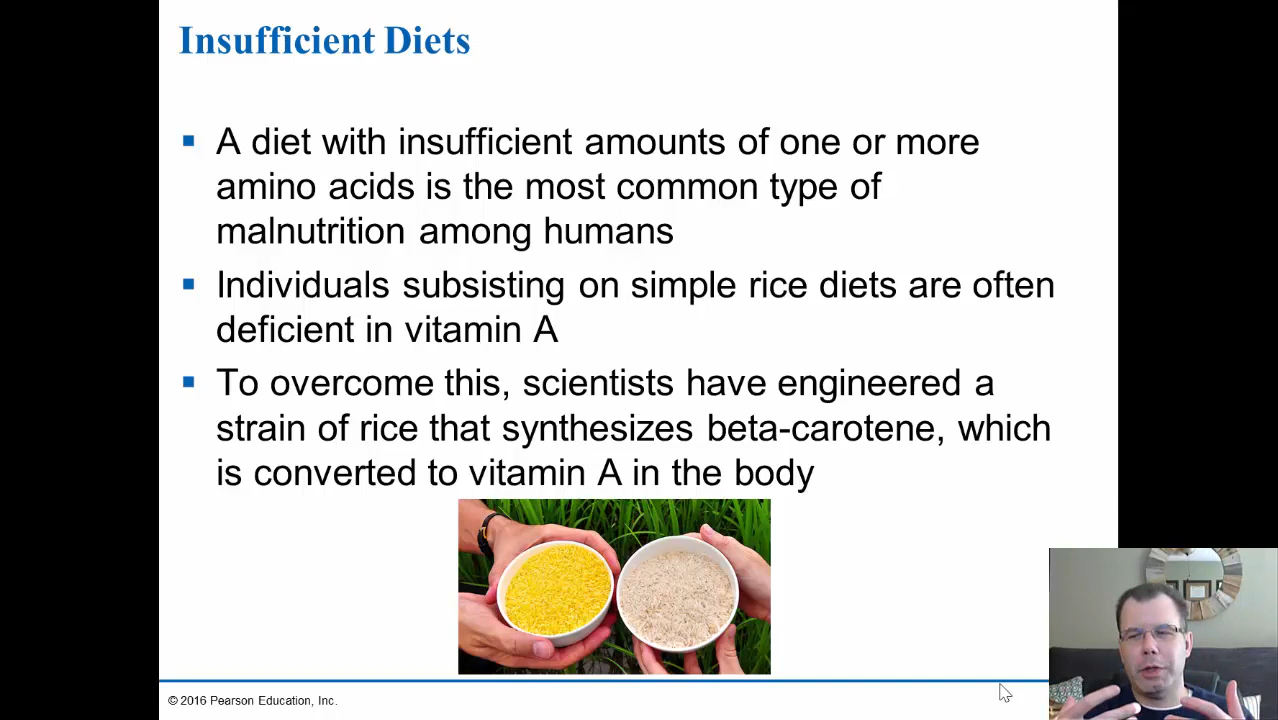 Insufficient Diets
▪ A diet with insufficient amounts of one or more
amino acids is the most common type of
malnutrition among humans
▪ Individuals subsisting on simple rice diets are often
deficient in vitamin A
▪ To overcome this, scientists have engineered a
strain of rice that synthesizes beta-carotene, which
is converted to vitamin A in the body
© 2016 Pearson Education, Inc.